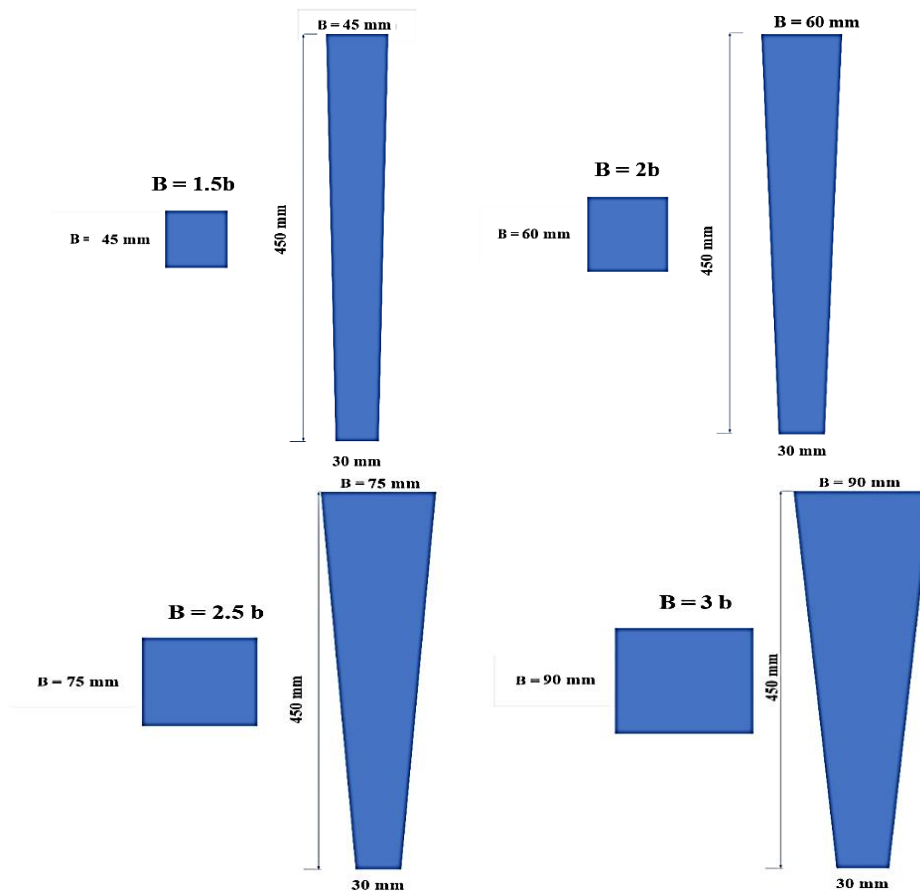 B = 45 mm
B = 1.5b
B = 45 mm
450 mm
30 mm
B = 60 mm
B = 2b
B = 60 mm
450 mm
30 mm
B = 75 mm
B = 2.5 b
B = 75 mm
450 mm
30 mm
B = 90 mm
B = 3 b
B = 90 mm
450 mm
30 mm